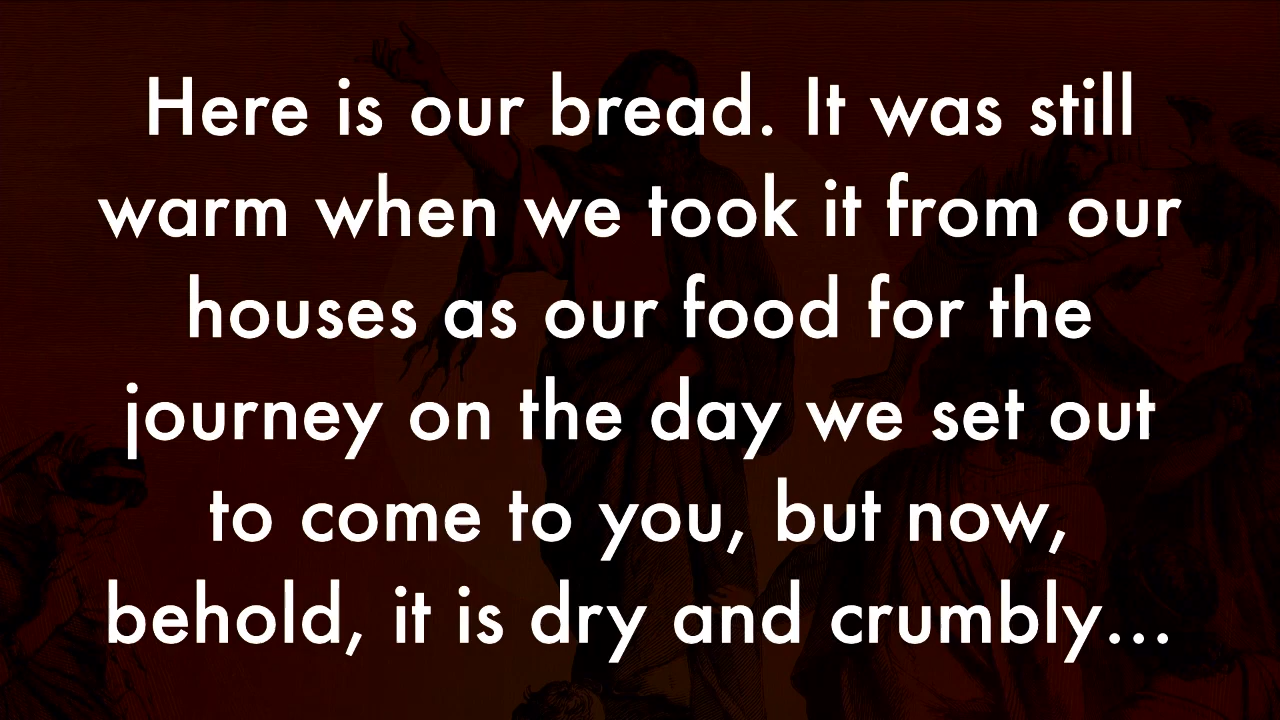 Here is our bread. It was still
warm when we took it from our
houses as our food for the
journey on the day we set out
to come to you, but now,
behold, it is dry and crumbly...